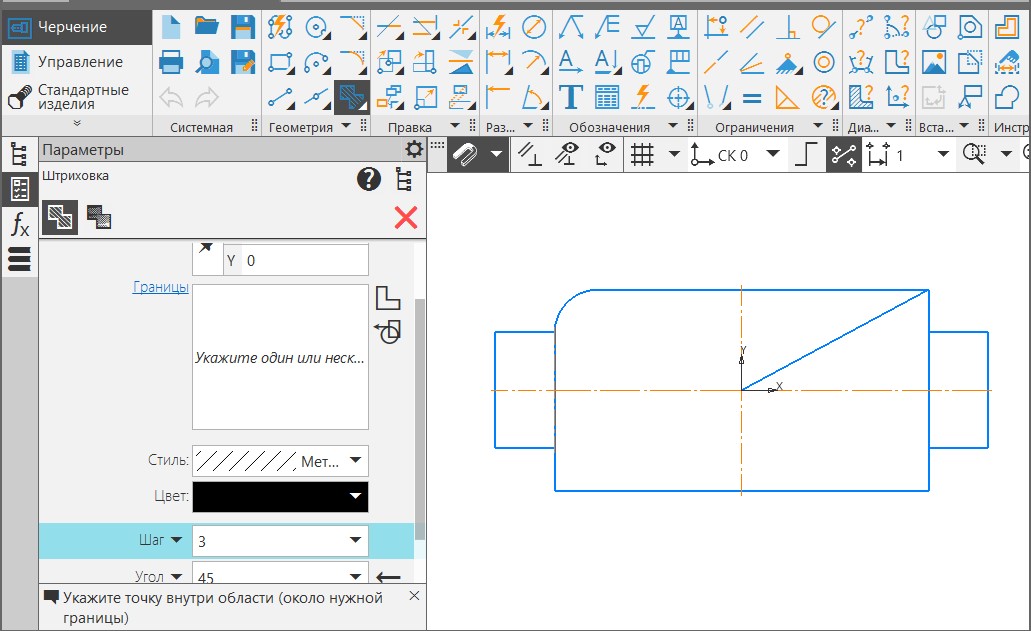 Черчение
Управление
Стандартные
изделия
Системная
Геометрия
Правка
Раз...
Обозначения
Ограничения
Диа...
Вста...
Инстр
Параметры
СК 0
1
Штриховка
Y 0
Границы
Укажите один или неск...
Стиль: Мет...
Цвет:
Шаг 3
Угол 45
Укажите точку внутри области (около нужной
границы)
Y
X